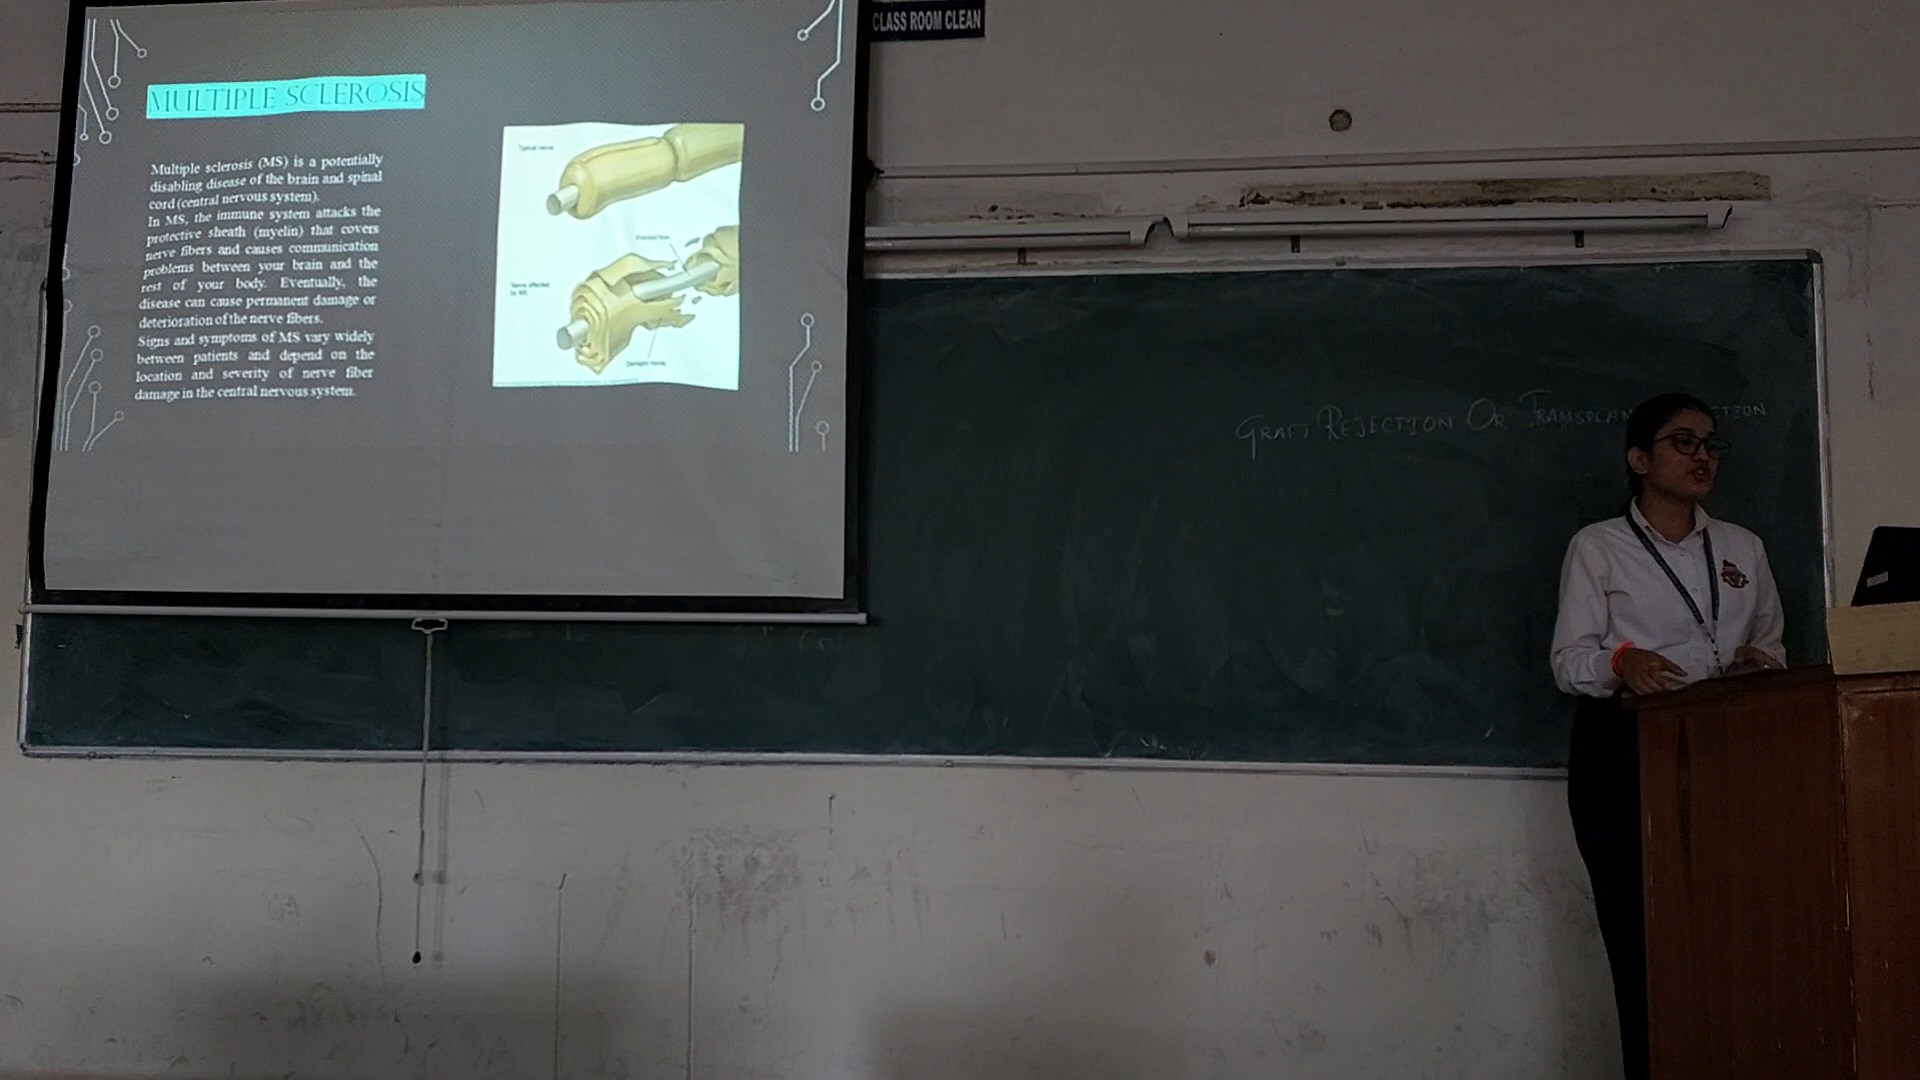 CLASS ROOM CLEAN
MULTIPLE SCLEROSIS
Multiple sclerosis (MS) is a potentially
disabling disease of the brain and spinal
cord (central nervous system).
In MS, the immune system attacks the
protective sheath (myelin) that covers
nerve fibers and causes communication
problems between your brain and the
rest of your body. Eventually, the
disease can cause permanent damage or
deterioration of the nerve fibers.
Signs and symptoms of MS vary widely
between patients and depend on the
location and severity of nerve fiber
damage in the central nervous system.
Typical nerve
Nerve affected
by MS
GRAFT REJECTION OR